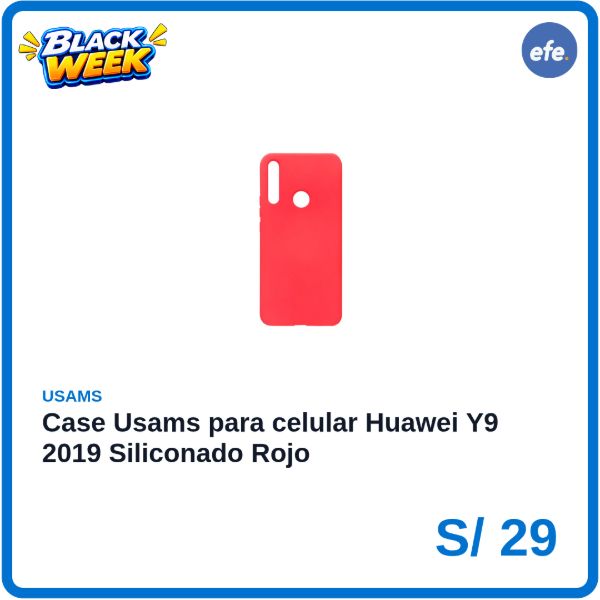 BLACK
WEEK
efe.
USAMS
Case Usams para celular Huawei Y9
2019 Siliconado Rojo
S/ 29